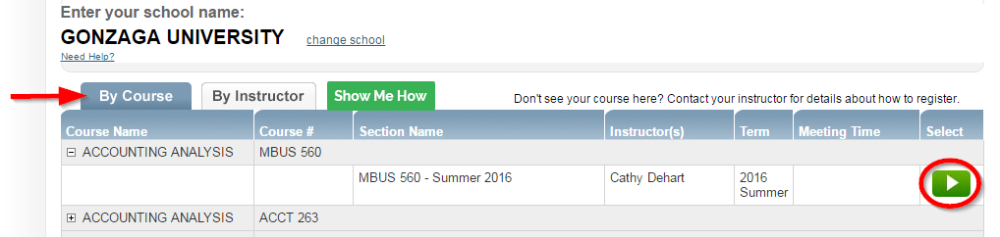 Enter your school name:
GONZAGA UNIVERSITY change school
Need Help?
By Course By Instructor Show Me How Don't see your course here? Contact your instructor for details about how to register.
Course Name Course # Section Name Instructor(s) Term Meeting Time Select
ACCOUNTING ANALYSIS MBUS 560
MBUS 560 - Summer 2016 Cathy Dehart 2016
Summer
ACCOUNTING ANALYSIS ACCT 263